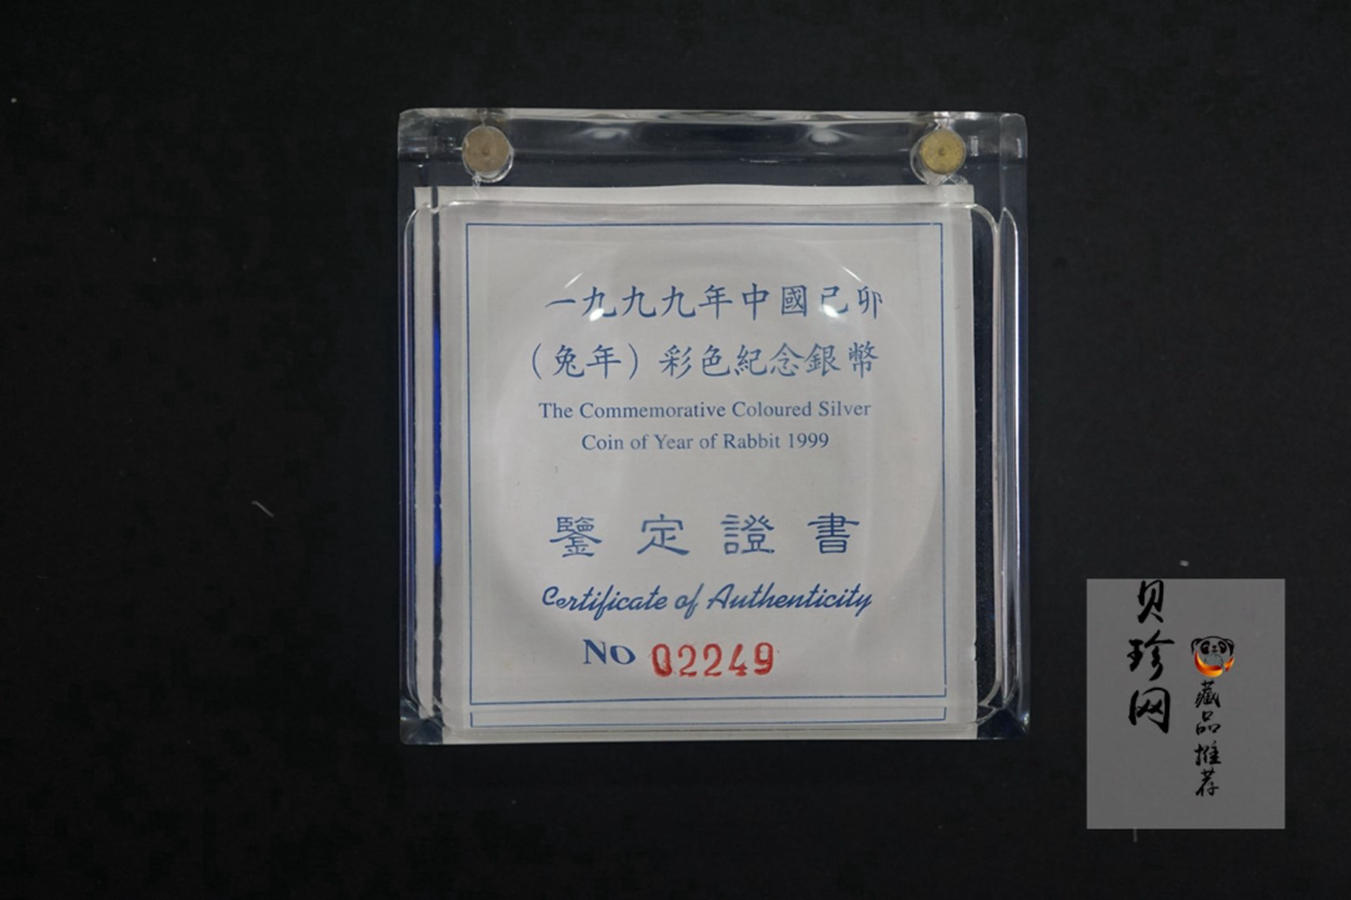 一九九九年中國己卯
（兔年）彩色紀念銀幣
The Commemorative Coloured Silver
Coin of Year of Rabbit 1999
鑒定證書
Certificate of Authenticity
NO 02249
贝珍网
藏品推荐